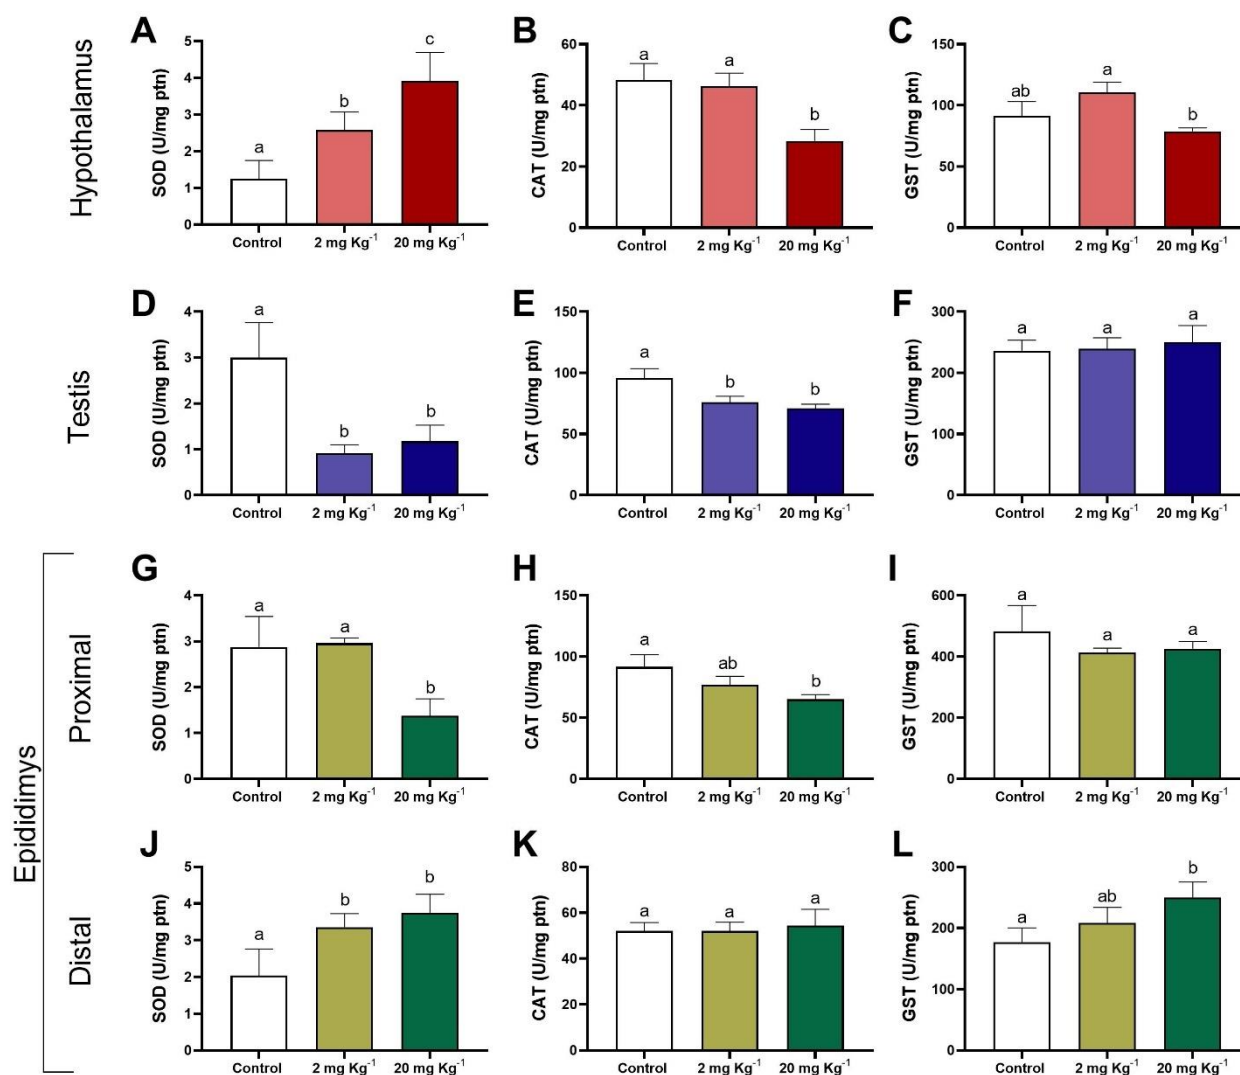 A
B
C
Hypothalamus
SOD (U/mg ptn)
5
4
3
2
1
0
a
b
c
Control
2 mg Kg⁻¹
20 mg Kg⁻¹
CAT (U/mg ptn)
60
40
20
0
a
a
b
Control
2 mg Kg⁻¹
20 mg Kg⁻¹
GST (U/mg ptn)
150
100
50
0
ab
a
b
Control
2 mg Kg⁻¹
20 mg Kg⁻¹
D
E
F
Testis
SOD (U/mg ptn)
4
3
2
1
0
a
b
b
Control
2 mg Kg⁻¹
20 mg Kg⁻¹
CAT (U/mg ptn)
150
100
50
0
a
b
b
Control
2 mg Kg⁻¹
20 mg Kg⁻¹
GST (U/mg ptn)
300
200
100
0
a
a
a
Control
2 mg Kg⁻¹
20 mg Kg⁻¹
Epididimys
G
H
I
Proximal
SOD (U/mg ptn)
4
3
2
1
0
a
a
b
Control
2 mg Kg⁻¹
20 mg Kg⁻¹
CAT (U/mg ptn)
150
100
50
0
a
ab
b
Control
2 mg Kg⁻¹
20 mg Kg⁻¹
GST (U/mg ptn)
600
400
200
0
a
a
a
Control
2 mg Kg⁻¹
20 mg Kg⁻¹
J
K
L
Distal
SOD (U/mg ptn)
5
4
3
2
1
0
a
b
b
Control
2 mg Kg⁻¹
20 mg Kg⁻¹
CAT (U/mg ptn)
80
60
40
20
0
a
a
a
Control
2 mg Kg⁻¹
20 mg Kg⁻¹
GST (U/mg ptn)
300
200
100
0
a
ab
b
Control
2 mg Kg⁻¹
20 mg Kg⁻¹